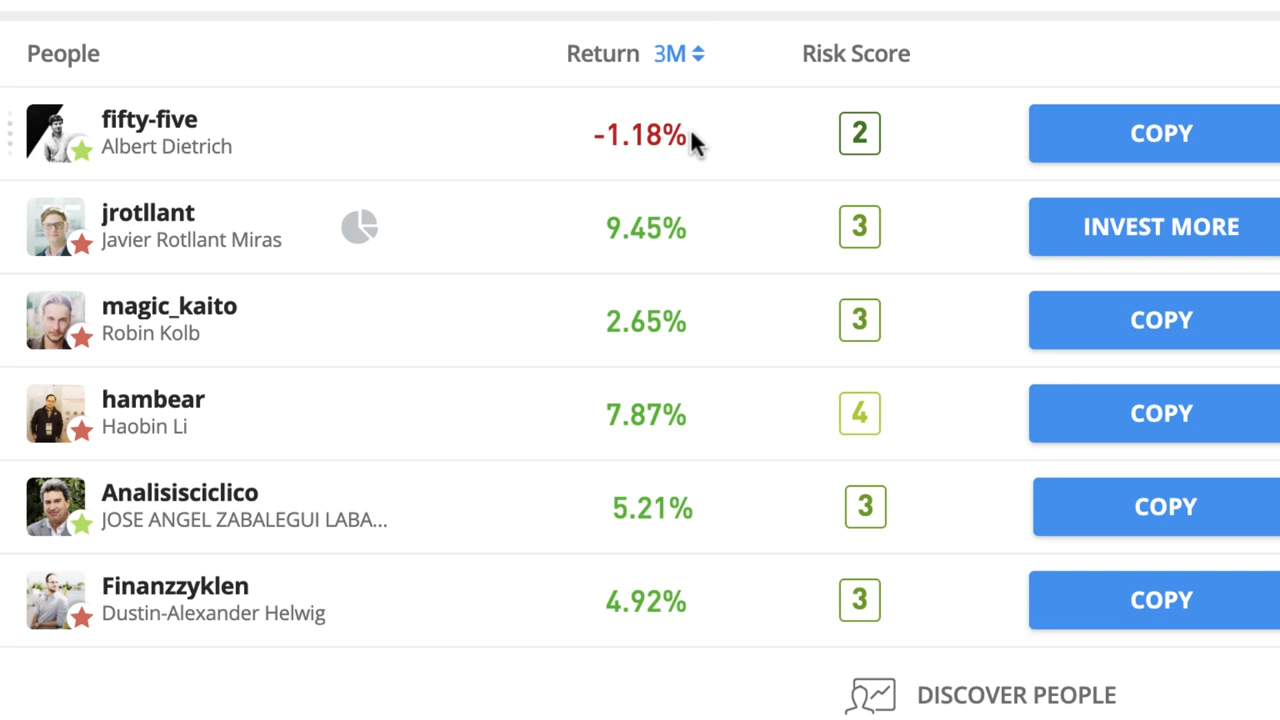 People Return 3M Risk Score
fifty-five
Albert Dietrich
-1.18% 2 COPY
jrotllant
Javier Rotllant Miras
9.45% 3 INVEST MORE
magic_kaito
Robin Kolb
2.65% 3 COPY
hambear
Haobin Li
7.87% 4 COPY
Analisisciclico
JOSE ANGEL ZABALEGUI LABA...
5.21% 3 COPY
Finanzzyklen
Dustin-Alexander Helwig
4.92% 3 COPY
DISCOVER PEOPLE